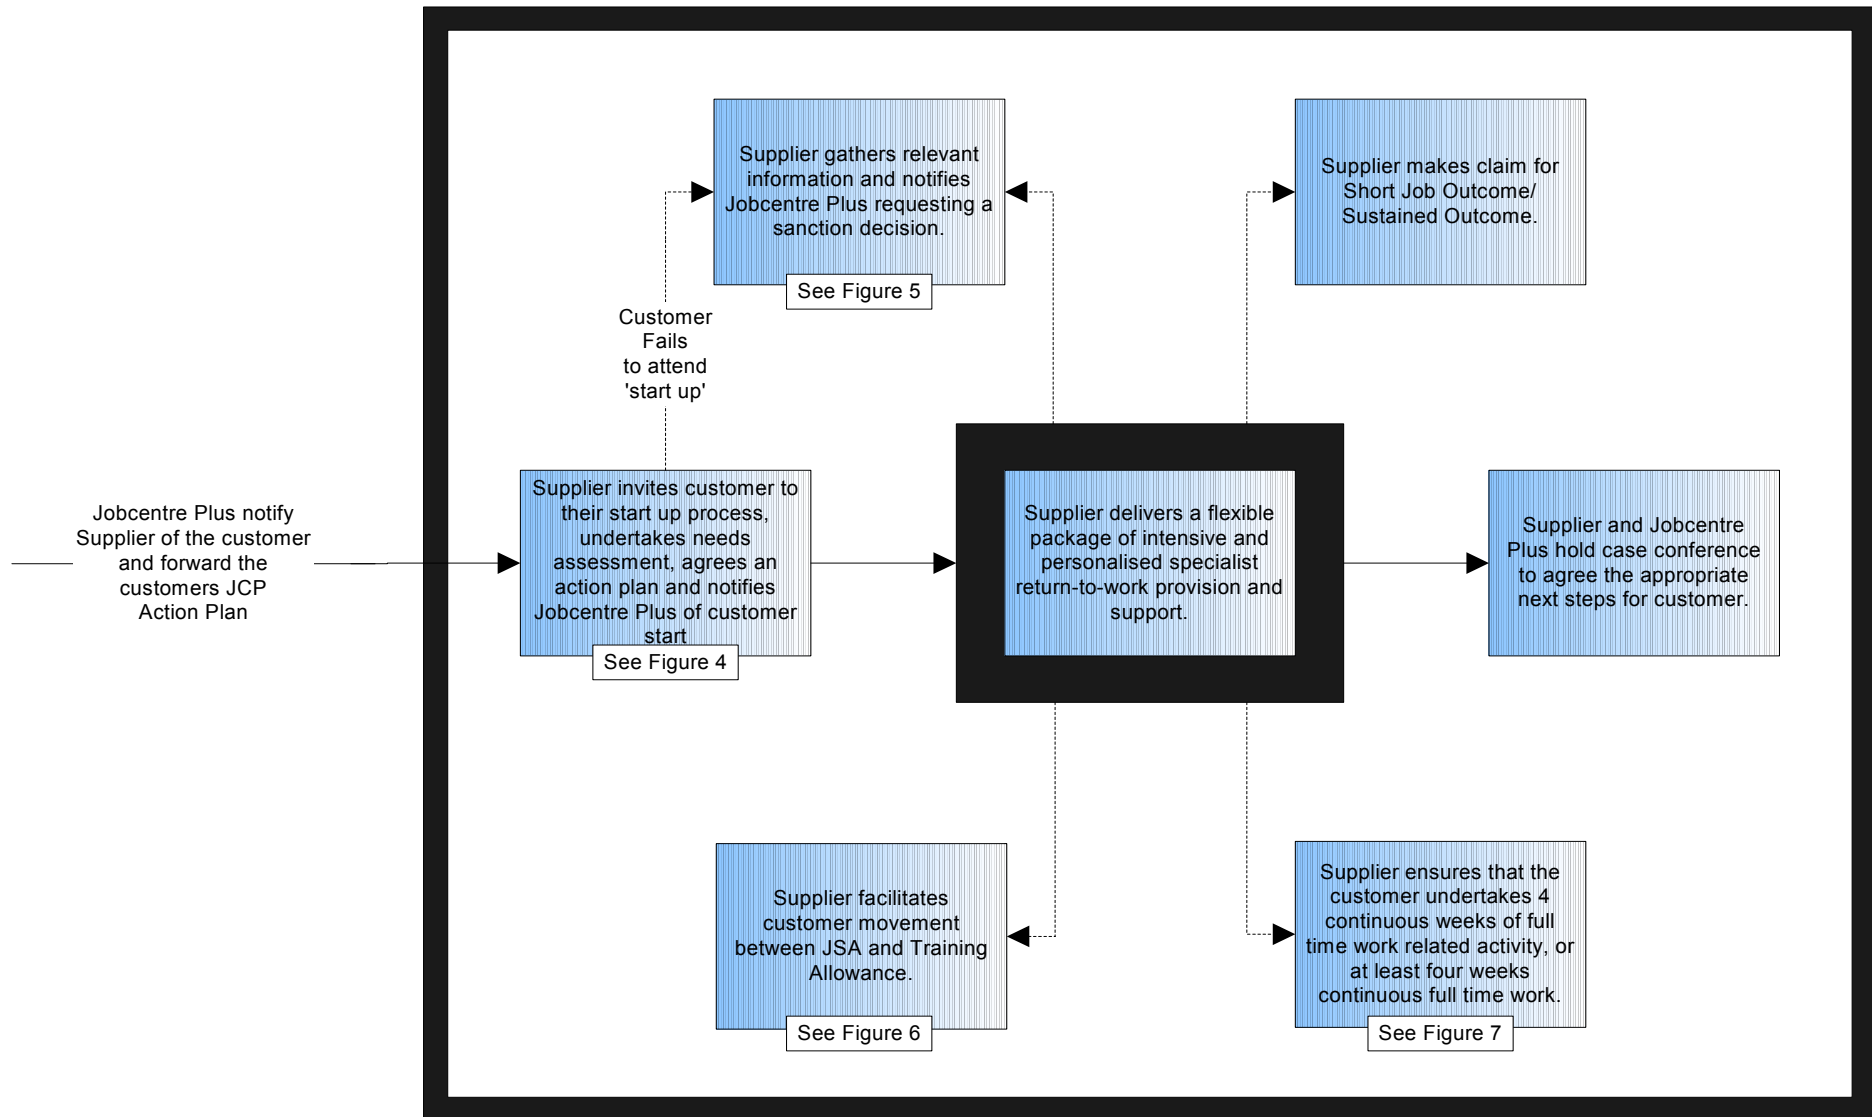 Jobcentre Plus notify
Supplier of the customer
and forward the
customers JCP
Action Plan
Supplier invites customer to
their start up process,
undertakes needs
assessment, agrees an
action plan and notifies
Jobcentre Plus of customer
start
See Figure 4
Customer
Fails
to attend
'start up'
Supplier gathers relevant
information and notifies
Jobcentre Plus requesting a
sanction decision.
See Figure 5
Supplier delivers a flexible
package of intensive and
personalised specialist
return-to-work provision and
support.
Supplier makes claim for
Short Job Outcome/
Sustained Outcome.
Supplier and Jobcentre
Plus hold case conference
to agree the appropriate
next steps for customer.
Supplier facilitates
customer movement
between JSA and Training
Allowance.
See Figure 6
Supplier ensures that the
customer undertakes 4
continuous weeks of full
time work related activity, or
at least four weeks
continuous full time work.
See Figure 7